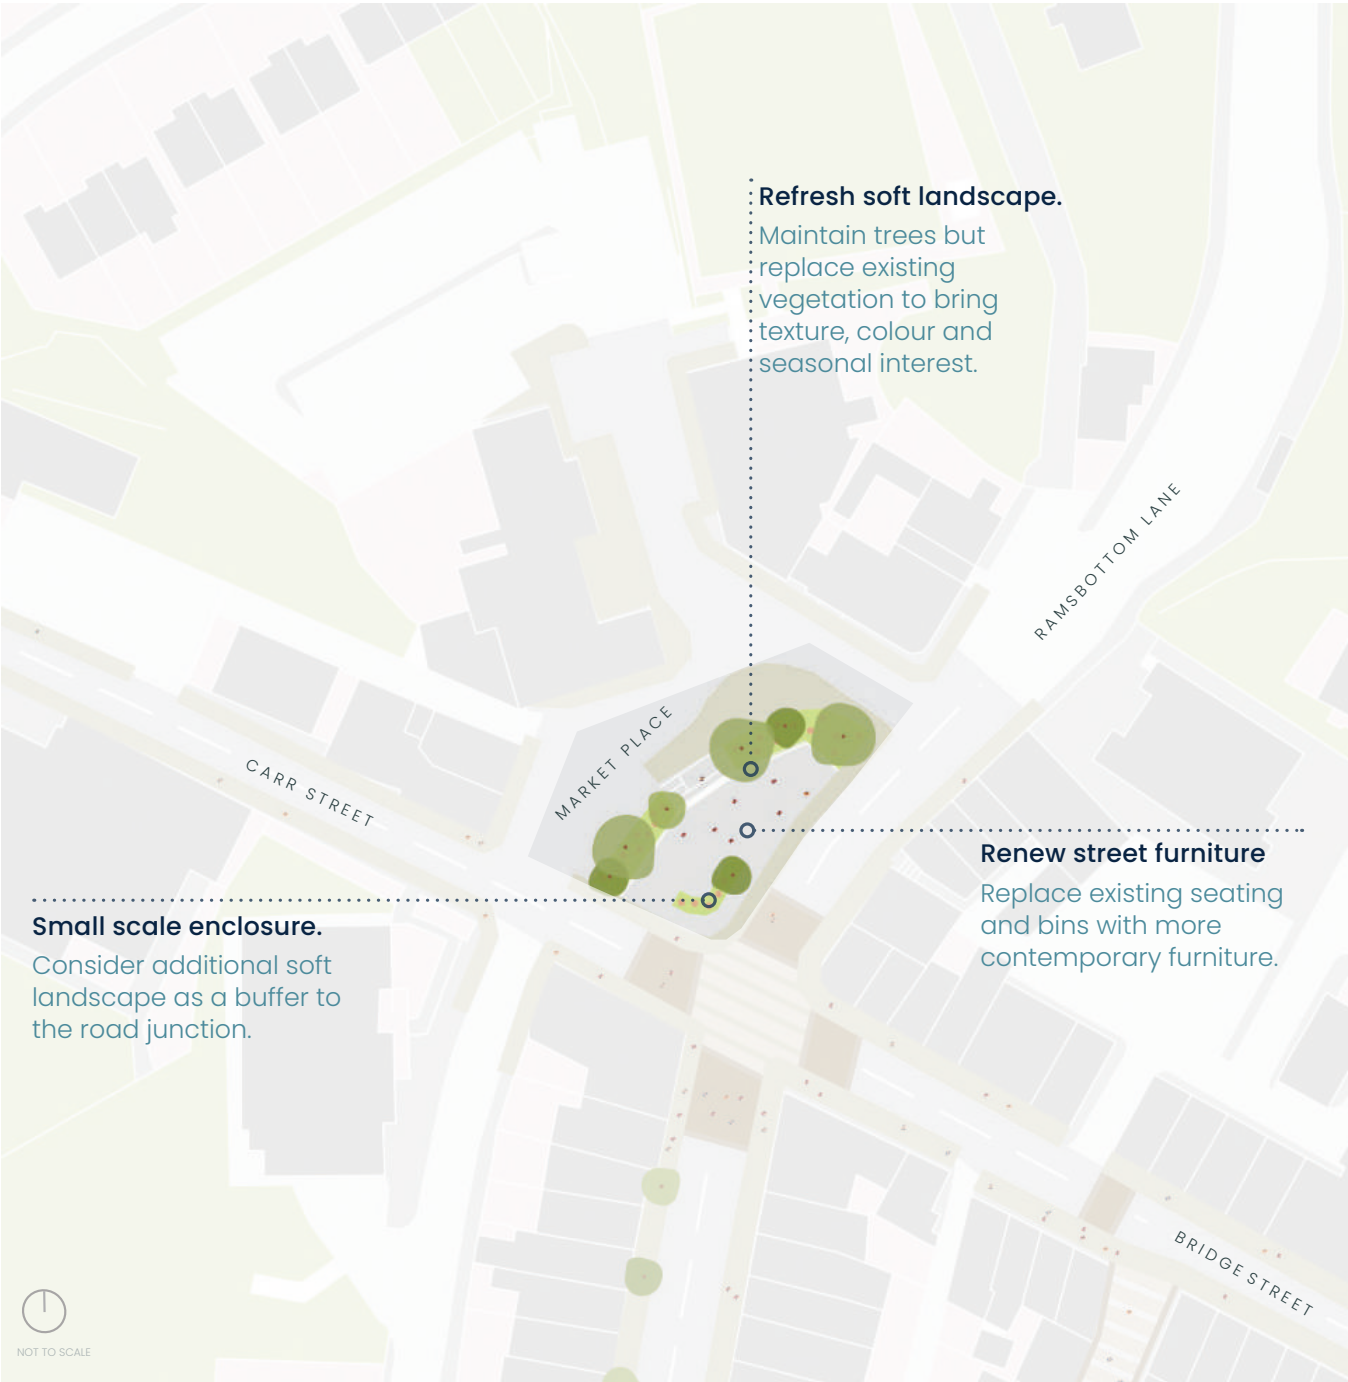 Refresh soft landscape.
Maintain trees but
replace existing
vegetation to bring
texture, colour and
seasonal interest.
RAMSBOTTOM LANE
MARKET PLACE
CARR STREET
Renew street furniture
Replace existing seating
and bins with more
contemporary furniture.
Small scale enclosure.
Consider additional soft
landscape as a buffer to
the road junction.
BRIDGE STREET
NOT TO SCALE